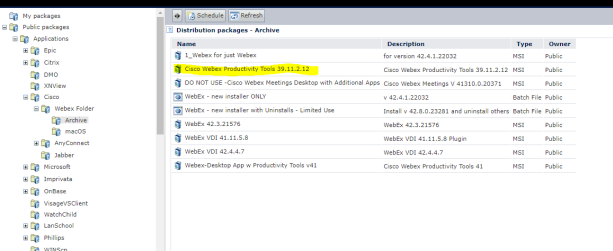 My packages
Public packages
Applications
Epic
Citrix
DMO
XNView
Cisco
Webex Folder
Archive
macOS
AnyConnect
Jabber
Microsoft
Imprivata
OnBase
VisageVSClient
WatchChild
LanSchool
Philips
WINScp
Schedule Refresh
Distribution packages - Archive
Name Description Type Owner
1_Webex for just Webex for version 42.4.1.22032 MSI Public
Cisco Webex Productivity Tools 39.11.2.12 Cisco Webex Productivity Tools 39.11.2.12 MSI Public
DO NOT USE -Cisco Webex Meetings Desktop with Additional Apps Cisco Webex Meetings V 41310.0.20371 MSI Public
WebEx - new installer ONLY v 42.4.1.22032 Batch File Public
WebEx - new installer with Uninstalls - Limited Use Install v 42.8.0.23281 and uninstall others Batch File Public
WebEx 42.3.21576 WebEx 42.3.21576 MSI Public
WebEx VDI 41.11.5.8 WebEx VDI 41.11.5.8 Plugin MSI Public
WebEx VDI 42.4.4.7 WebEx VDI 42.4.4.7 MSI Public
Webex-Desktop App w Productivity Tools v41 Cisco Webex Productivity Tools 41 MSI Public